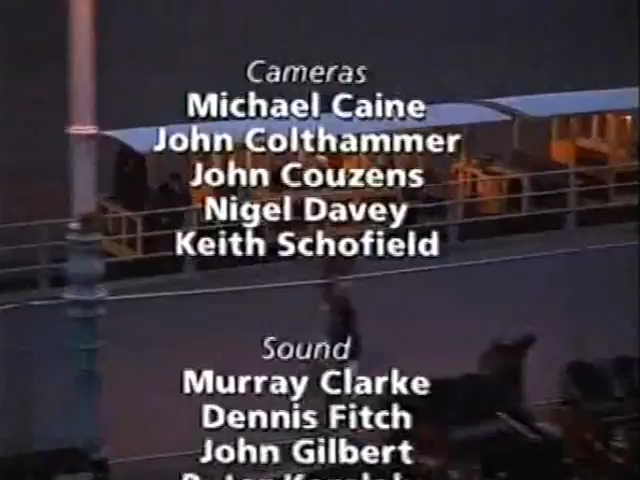 Cameras
Michael Caine
John Colthammer
John Couzens
Nigel Davey
Keith Schofield
Sound
Murray Clarke
Dennis Fitch
John Gilbert